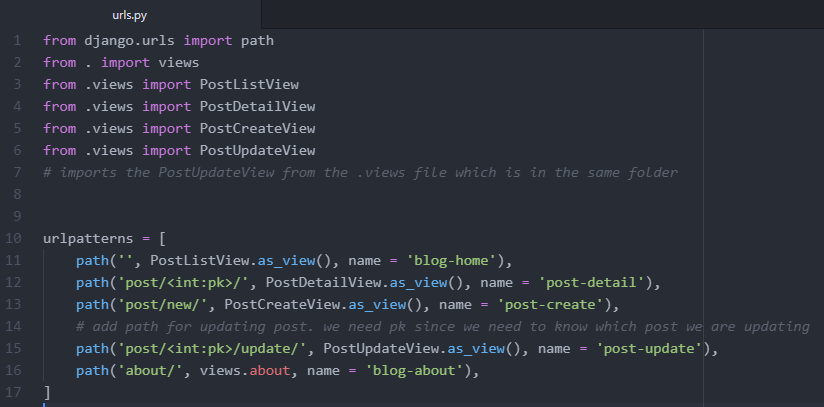 urls.py
1 from django.urls import path
2 from . import views
3 from .views import PostListView
4 from .views import PostDetailView
5 from .views import PostCreateView
6 from .views import PostUpdateView
7 # imports the PostUpdateView from the .views file which is in the same folder
8
9
10 urlpatterns = [
11     path('', PostListView.as_view(), name = 'blog-home'),
12     path('post/<int:pk>/', PostDetailView.as_view(), name = 'post-detail'),
13     path('post/new/', PostCreateView.as_view(), name = 'post-create'),
14     # add path for updating post. we need pk since we need to know which post we are updating
15     path('post/<int:pk>/update/', PostUpdateView.as_view(), name = 'post-update'),
16     path('about/', views.about, name = 'blog-about'),
17 ]